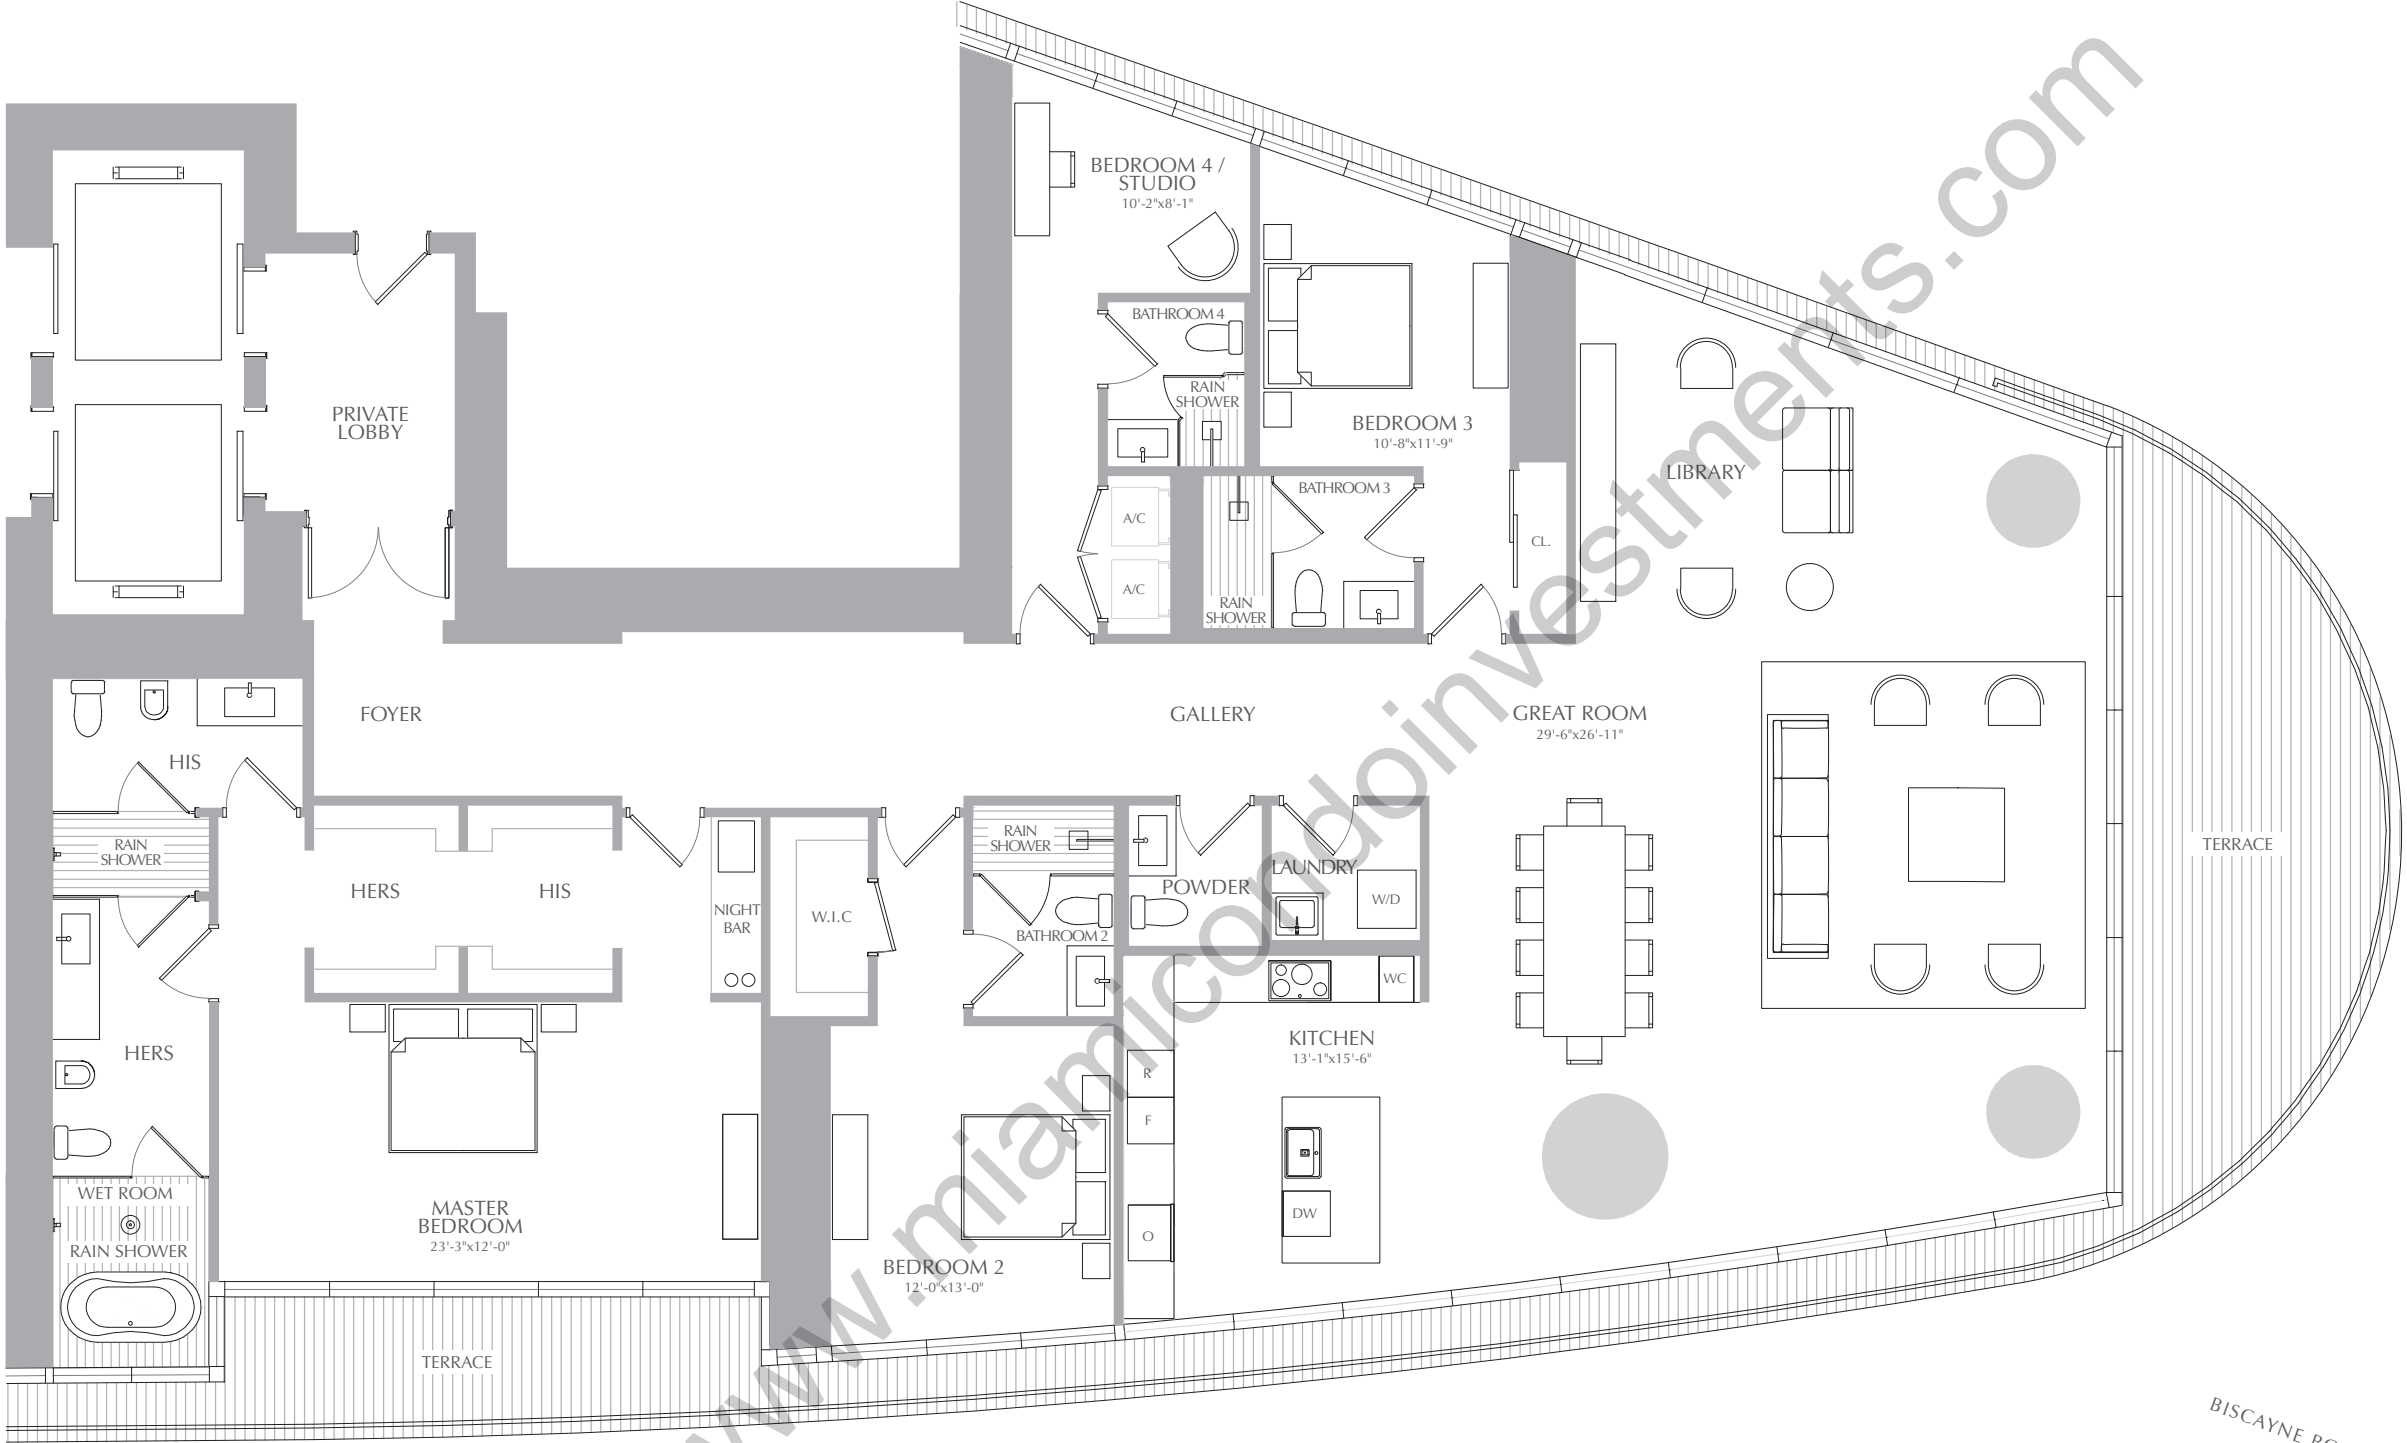 BEDROOM 4 /
STUDIO
10'-2"x8'-1"
BATHROOM 4
RAIN
SHOWER
BEDROOM 3
10'-8"x11'-9"
PRIVATE
LOBBY
LIBRARY
BATHROOM 3
A/C
CL.
A/C
RAIN
SHOWER
FOYER
GALLERY
GREAT ROOM
29'-6"x26'-11"
HIS
RAIN
SHOWER
RAIN
SHOWER
TERRACE
HERS
HIS
NIGHT
BAR
W.I.C
POWDER
LAUNDRY
W/D
BATHROOM 2
WC
HERS
KITCHEN
13'-1"x15'-6"
R
F
WET ROOM
RAIN SHOWER
MASTER
BEDROOM
23'-3"x12'-0"
DW
O
BEDROOM 2
12'-0"x13'-0"
TERRACE
BISCAYNE
www.miamicondoinvestments.com